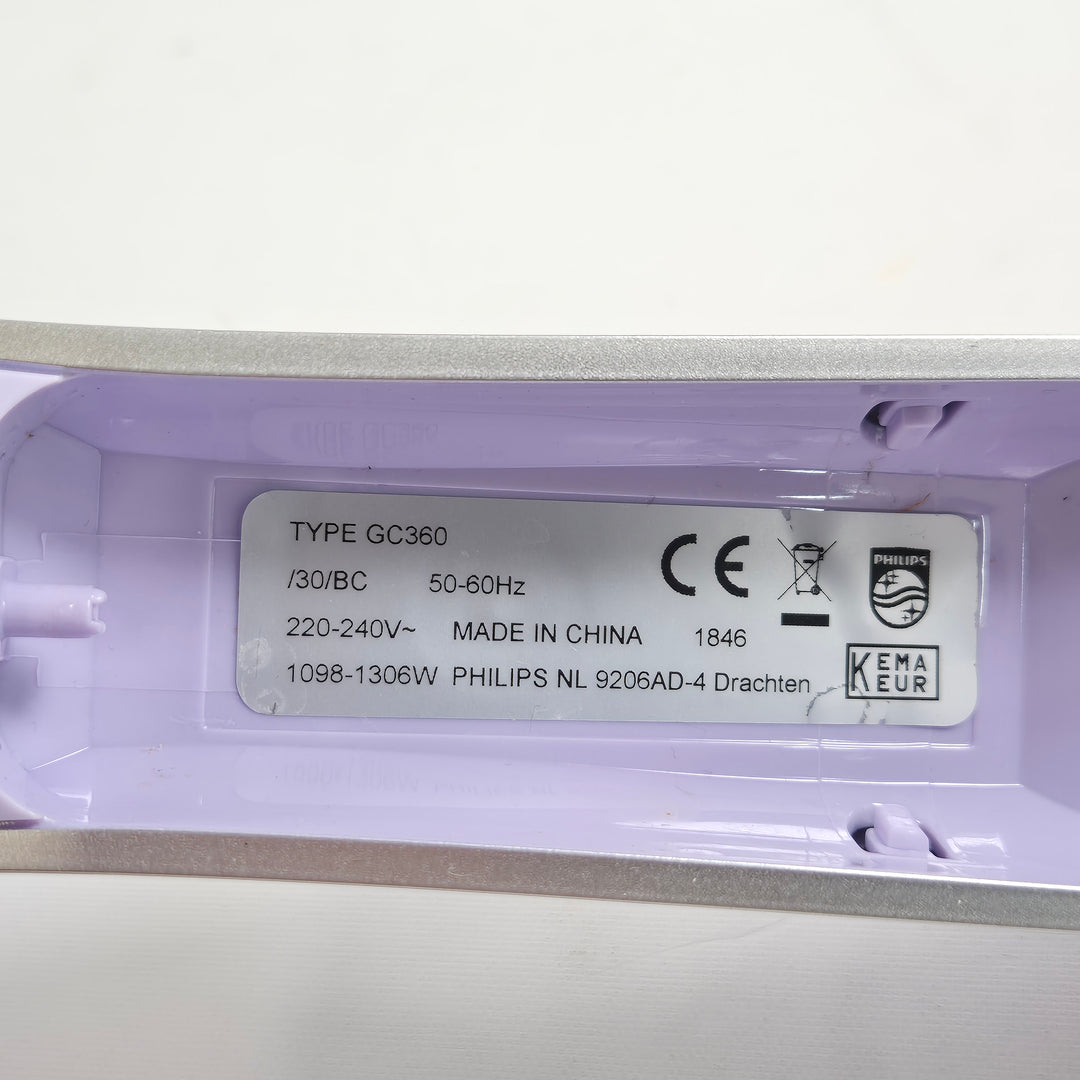 TYPE GC360
/30/BC 50-60Hz
220-240V~ MADE IN CHINA 1846
1098-1306W PHILIPS NL 9206AD-4 Drachten
CE
PHILIPS
KEMA
KEUR